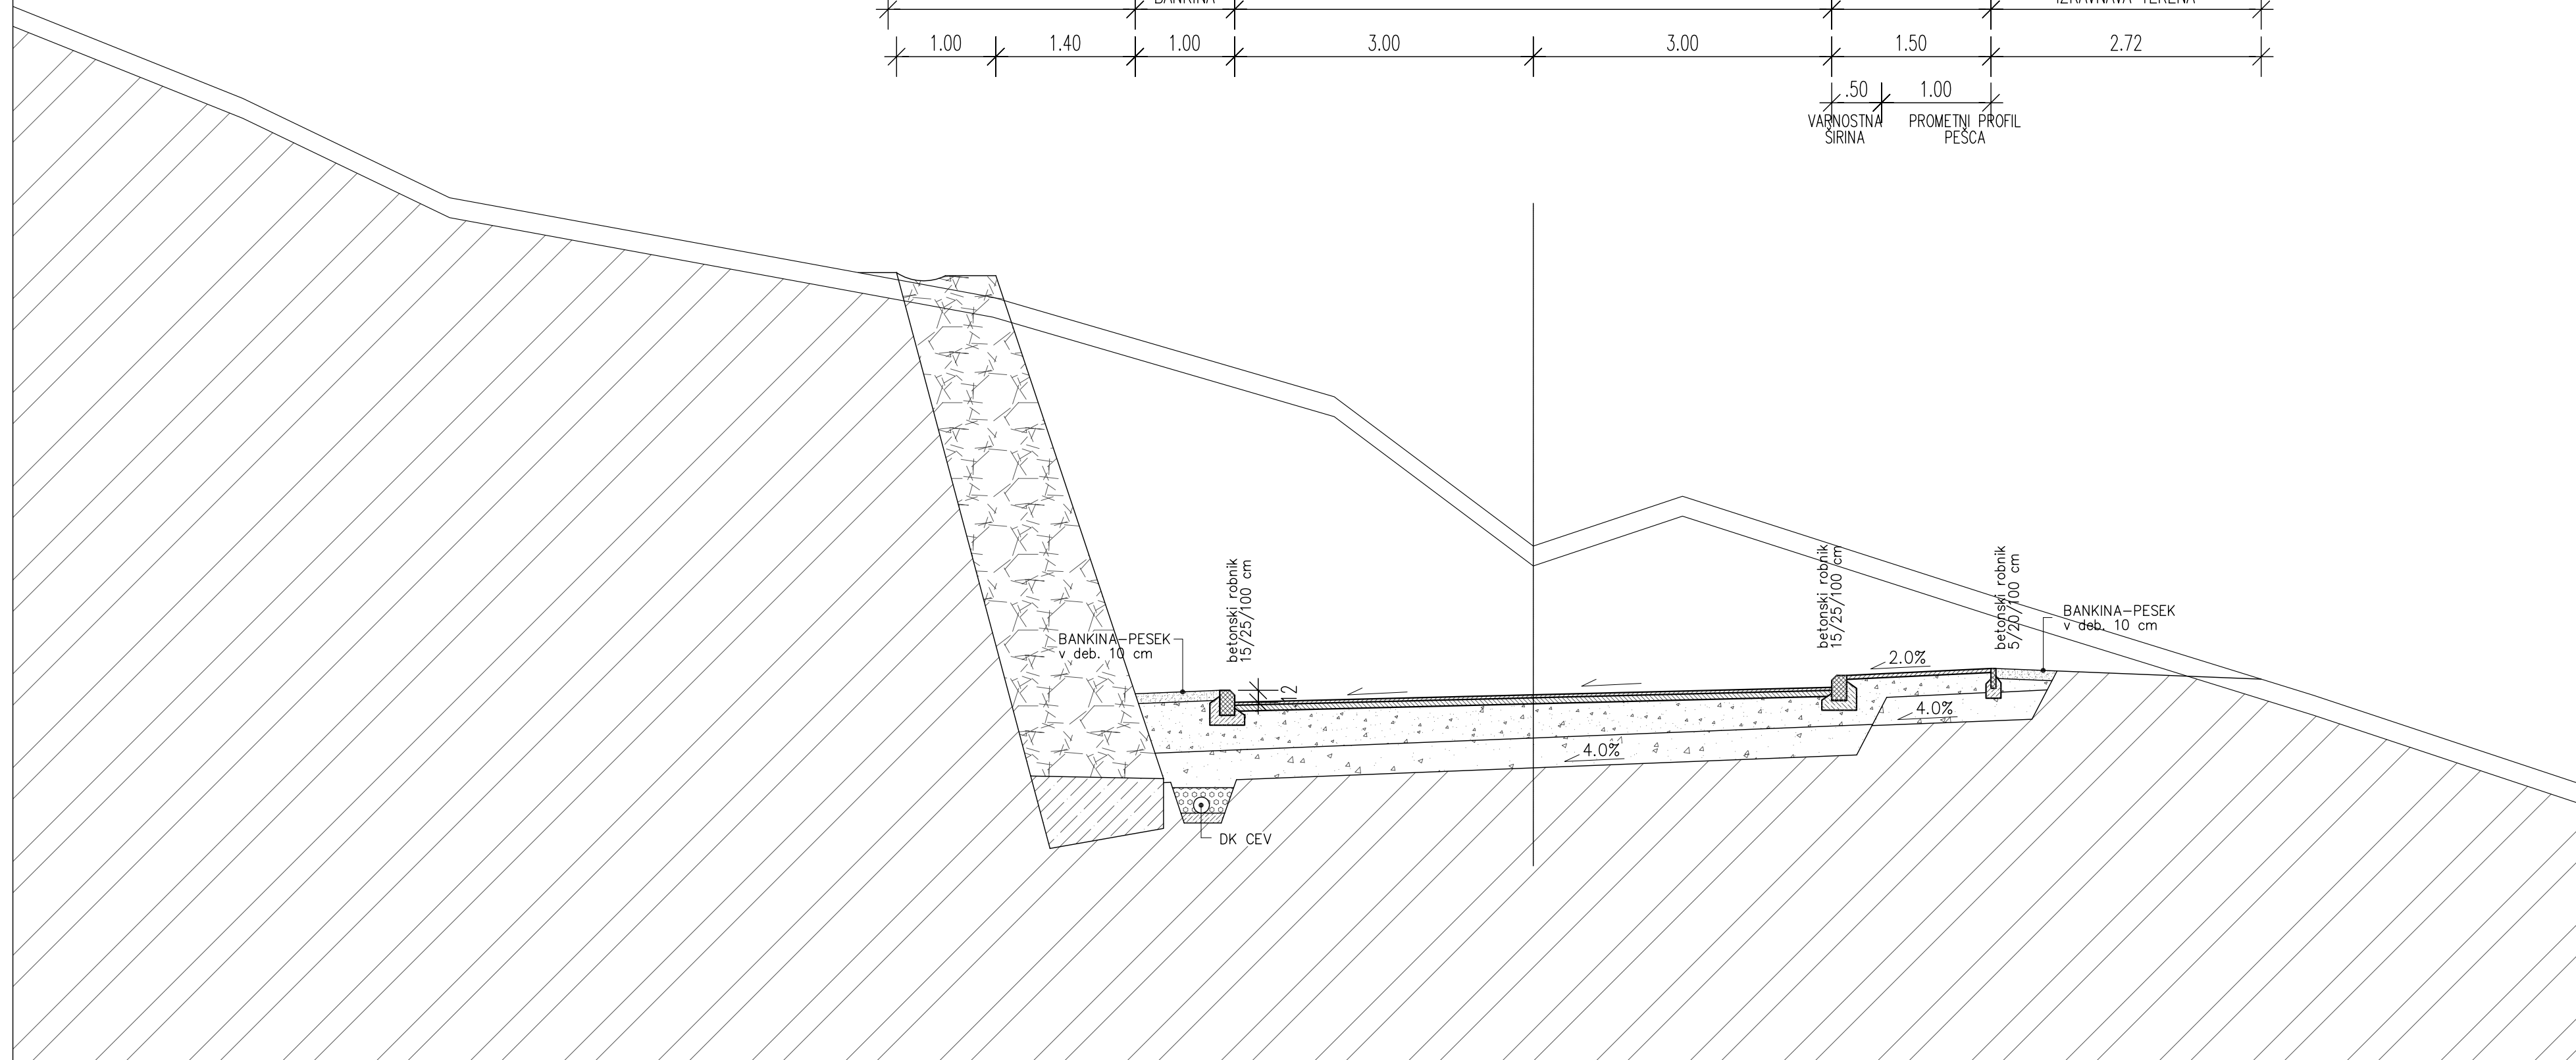 BANKINA
IZRAVNAVA TERENA
1.00
1.40
1.00
3.00
3.00
1.50
2.72
.50
1.00
VARNOSTNA
ŠIRINA
PROMETNI PROFIL
PEŠCA
betonski robnik
15/25/100 cm
betonski robnik
15/25/100 cm
betonski robnik
5/20/100 cm
BANKINA-PESEK
v deb. 10 cm
BANKINA-PESEK
v deb. 10 cm
12
2.0%
4.0%
4.0%
DK CEV